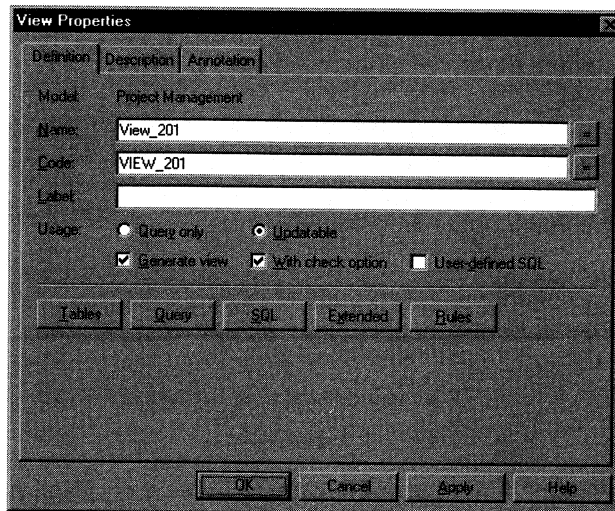 View Properties
Definition Description Annotation
Model: Project Management
Name: View_201 =
Code: VIEW_201 =
Label:
Usage: Query only Updatable
Generate view With check option User-defined SQL
Tables Query SQL Extended Rules
OK Cancel Apply Help